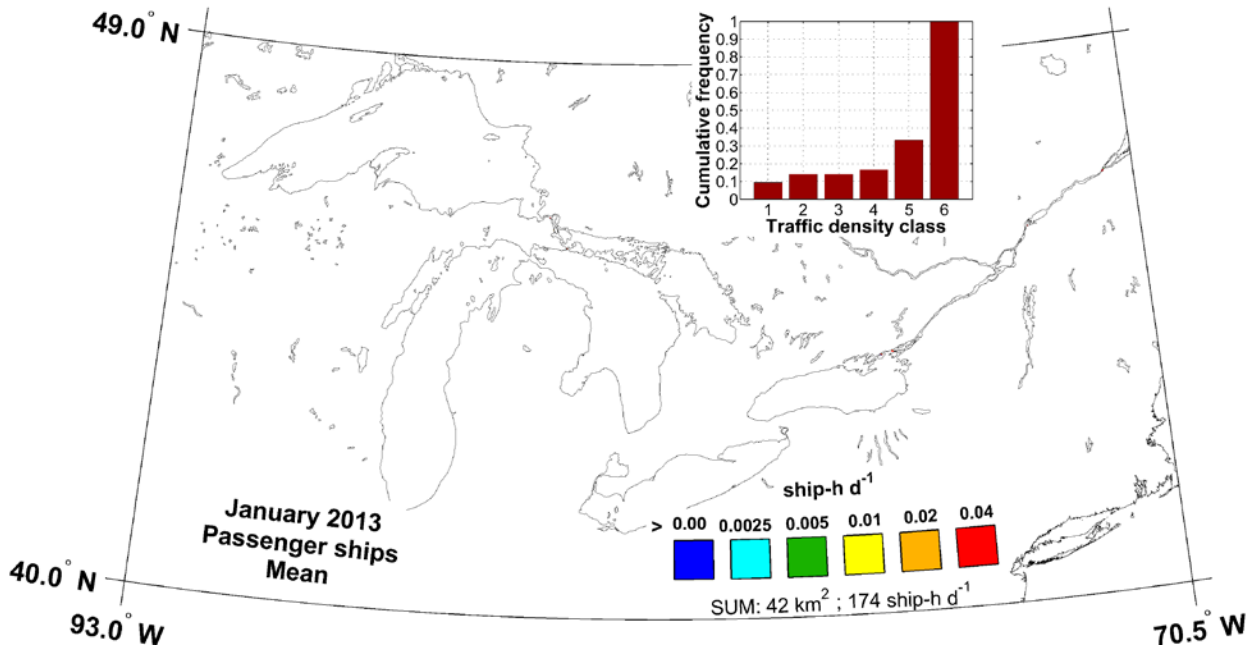 49.0° N
1
0.9
0.8
0.7
0.6
0.5
0.4
0.3
0.2
0.1
0
Cumulative frequency
1 2 3 4 5 6
Traffic density class
January 2013
Passenger ships
Mean
ship-h d⁻¹
> 0.00 0.0025 0.005 0.01 0.02 0.04
SUM: 42 km² ; 174 ship-h d⁻¹
40.0° N
93.0° W
70.5° W